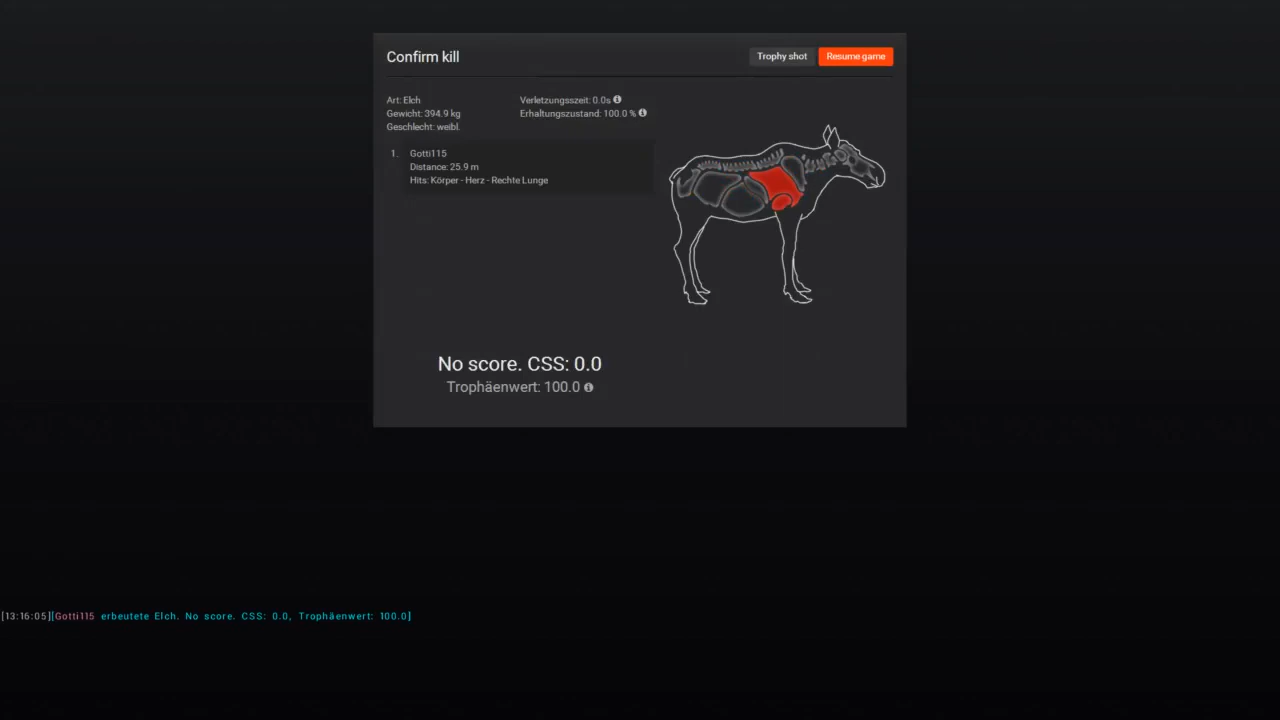 Confirm kill
Trophy shot
Resume game
Art: Elch
Gewicht: 394.9 kg
Geschlecht: weibl.
Verletzungsszeit: 0.0s
Erhaltungszustand: 100.0 %
1. Gotti115
Distance: 25.9 m
Hits: Körper - Herz - Rechte Lunge
No score. CSS: 0.0
Trophäenwert: 100.0
[13:16:05][Gotti115 erbeutete Elch. No score. CSS: 0.0, Trophäenwert: 100.0]